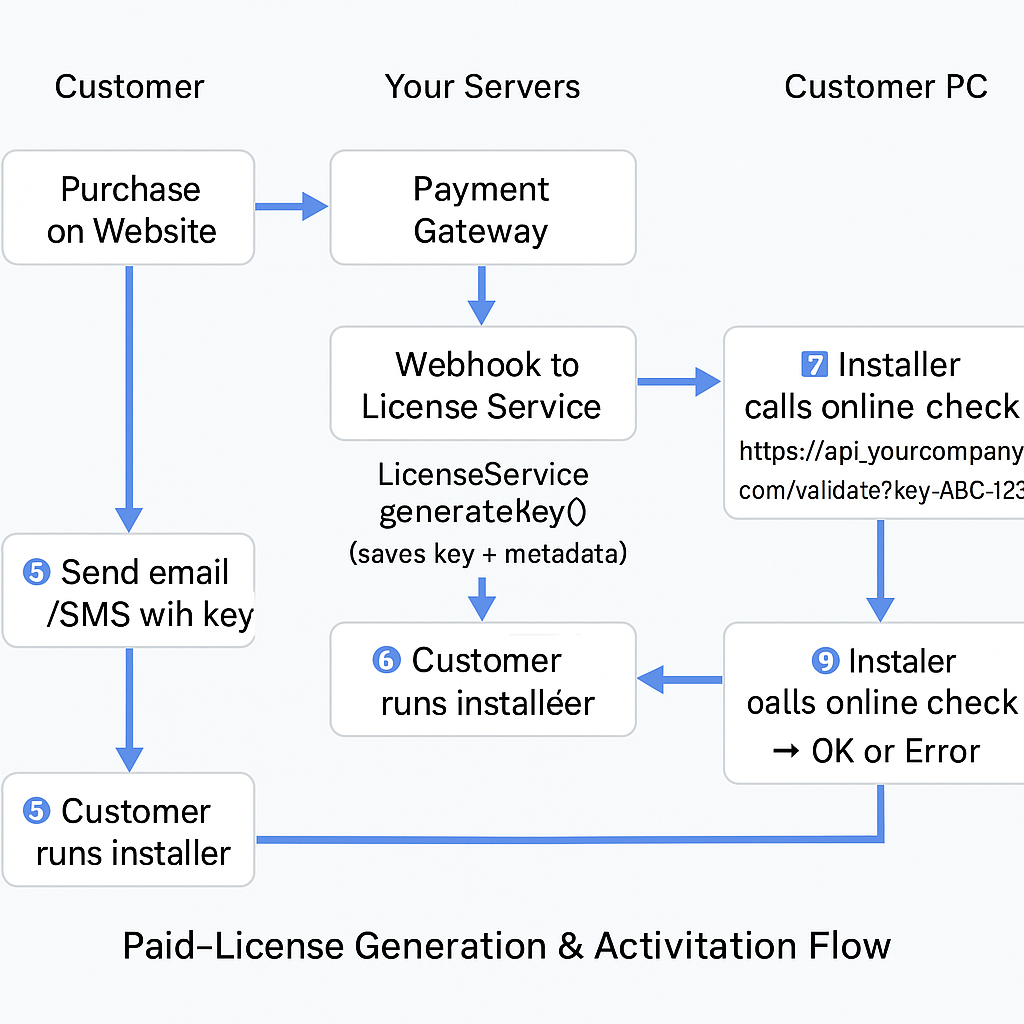 Customer
Your Servers
Customer PC
Purchase
on Website
Payment
Gateway
Webhook to
License Service
7 Installer
calls online check
https://api_yourcompany
com/validate?key-ABC-123
LicenseService
generateKey()
(saves key + metadata)
5 Send email
/SMS wih key
6 Customer
runs installéer
9 Instaler
oalls online check
→ OK or Error
5 Customer
runs installer
Paid–License Generation & Activitation Flow